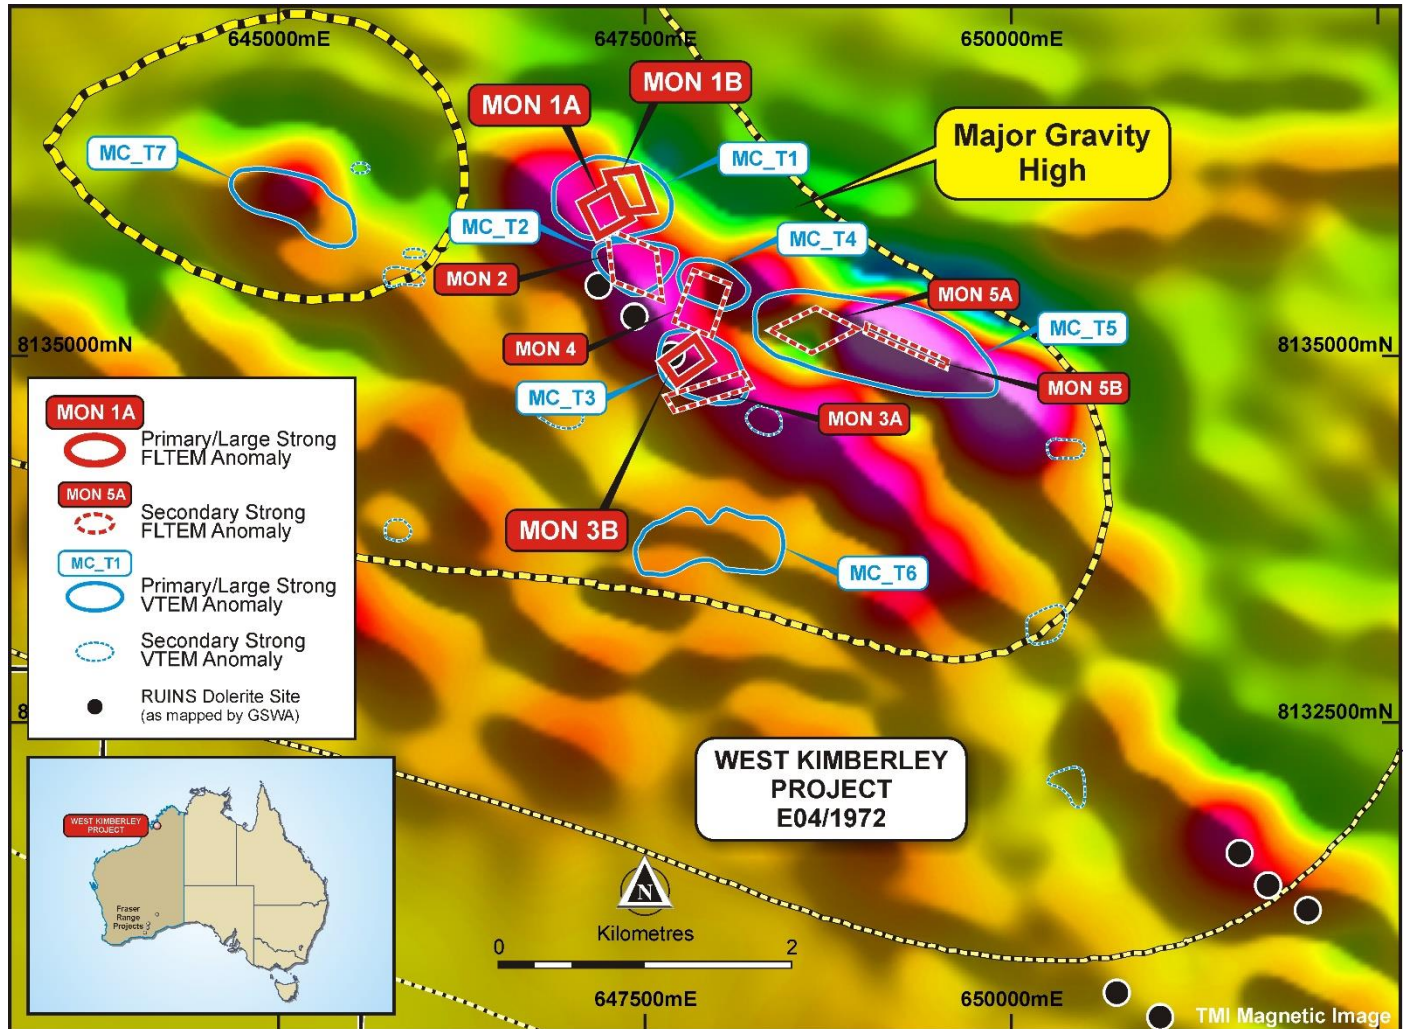 645000mE
647500mE
650000mE
MON 1B
MON 1A
MC_T7
MC_T1
Major Gravity
High
MC_T2
MC_T4
MON 2
MON 5A
MC_T5
8135000mN
MON 4
8135000mN
MON 5B
MC_T3
MON 3A
MON 3B
MC_T6
MON 1A
Primary/Large Strong
FLTEM Anomaly
MON 5A
Secondary Strong
FLTEM Anomaly
MC_T1
Primary/Large Strong
VTEM Anomaly
Secondary Strong
VTEM Anomaly
RUINS Dolerite Site
(as mapped by GSWA)
8132500mN
WEST KIMBERLEY
PROJECT
E04/1972
WEST KIMBERLEY
PROJECT
Fraser
Range
Projects
N
Kilometres
0
2
647500mE
650000mE
TMI Magnetic Image